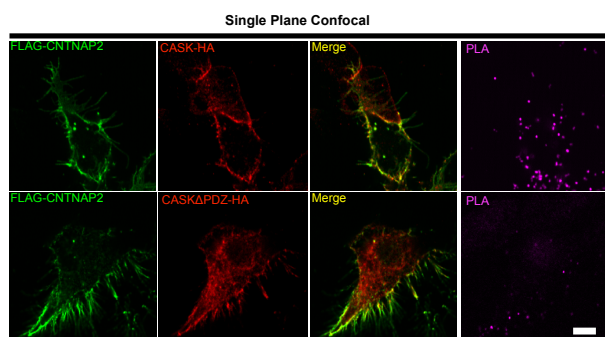 Single Plane Confocal
FLAG-CNTNAP2 CASK-HA Merge PLA
FLAG-CNTNAP2 CASKΔPDZ-HA Merge PLA